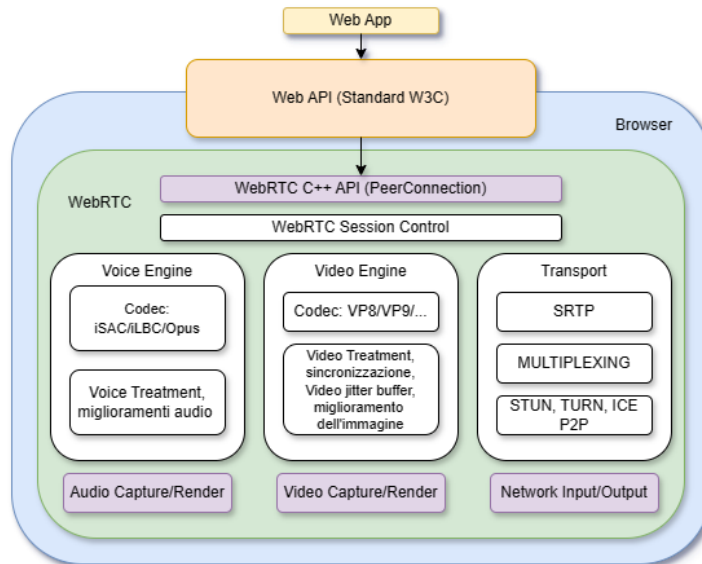 Web App
Web API (Standard W3C)
Browser
WebRTC
WebRTC C++ API (PeerConnection)
WebRTC Session Control
Voice Engine
Codec:
iSAC/iLBC/Opus
Voice Treatment,
miglioramenti audio
Video Engine
Codec: VP8/VP9/...
Video Treatment,
sincronizzazione,
Video jitter buffer,
miglioramento
dell'immagine
Transport
SRTP
MULTIPLEXING
STUN, TURN, ICE
P2P
Audio Capture/Render
Video Capture/Render
Network Input/Output